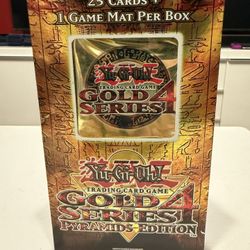 25 CARDS +
1 GAME MAT PER BOX
Yu-Gi-Oh!
TRADING CARD GAME
GOLD
SERIES 4
Yu-Gi-Oh!
TRADING CARD GAME
GOLD 4
SERIES
PYRAMIDS EDITION